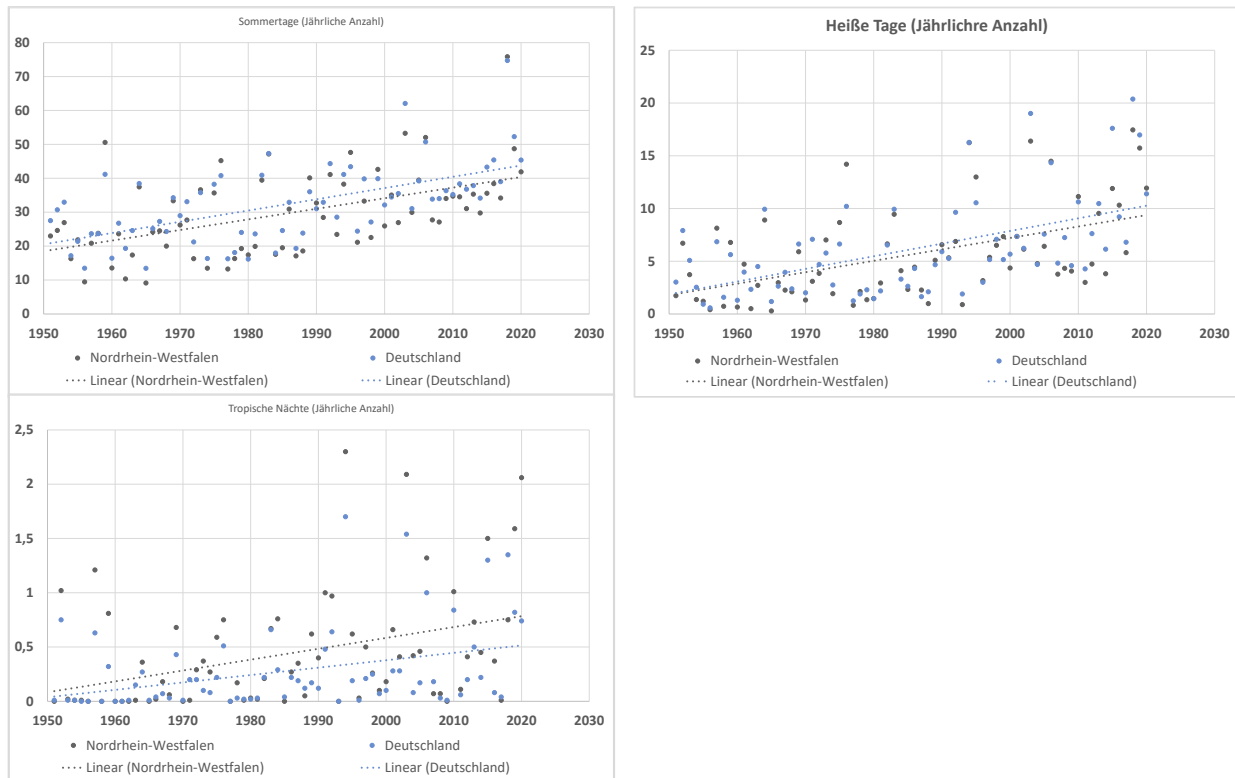 Sommertage (Jährliche Anzahl)
80
70
60
50
40
30
20
10
0
1950 1960 1970 1980 1990 2000 2010 2020 2030
Nordrhein-Westfalen Deutschland
Linear (Nordrhein-Westfalen) Linear (Deutschland)
Heiße Tage (Jährlichre Anzahl)
25
20
15
10
5
0
1950 1960 1970 1980 1990 2000 2010 2020 2030
Nordrhein-Westfalen Deutschland
Linear (Nordrhein-Westfalen) Linear (Deutschland)
Tropische Nächte (Jährliche Anzahl)
2,5
2
1,5
1
0,5
0
1950 1960 1970 1980 1990 2000 2010 2020 2030
Nordrhein-Westfalen Deutschland
Linear (Nordrhein-Westfalen) Linear (Deutschland)